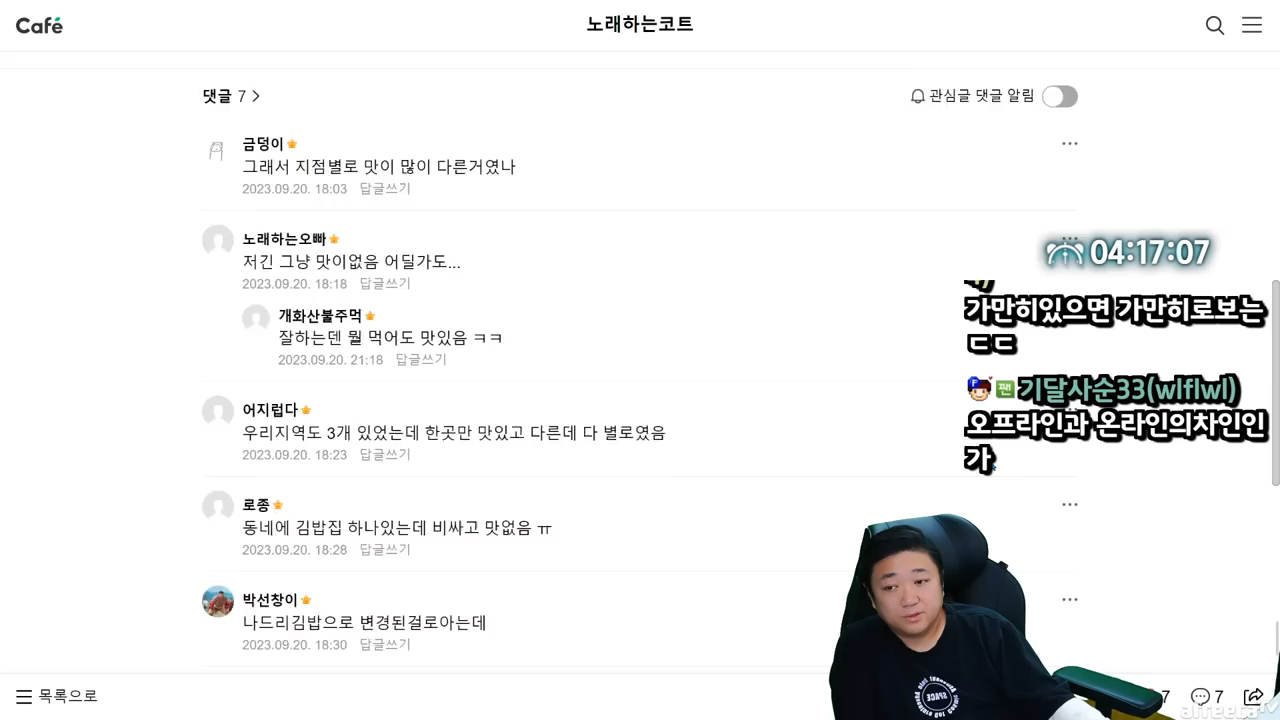 Café
노래하는코트
댓글 7
관심글 댓글 알림
금덩이
그래서 지점별로 맛이 많이 다른거였나
2023.09.20. 18:03 답글쓰기
노래하는오빠
저긴 그냥 맛이없음 어딜가도...
2023.09.20. 18:18 답글쓰기
개화산불주먹
잘하는덴 뭘 먹어도 맛있음 ㅋㅋ
2023.09.20. 21:18 답글쓰기
어지럽다
우리지역도 3개 있었는데 한곳만 맛있고 다른데 다 별로였음
2023.09.20. 18:23 답글쓰기
로종
동네에 김밥집 하나있는데 비싸고 맛없음 ㅠ
2023.09.20. 18:28 답글쓰기
박선창이
나드리김밥으로 변경된걸로아는데
2023.09.20. 18:30 답글쓰기
04:17:07
가만히있으면 가만히로보는
ㄷㄷ
F 팬 기달사순33(wlflwl)
오프라인과 온라인의차인인
가
SPACE
목록으로
7
7
afreecaTV